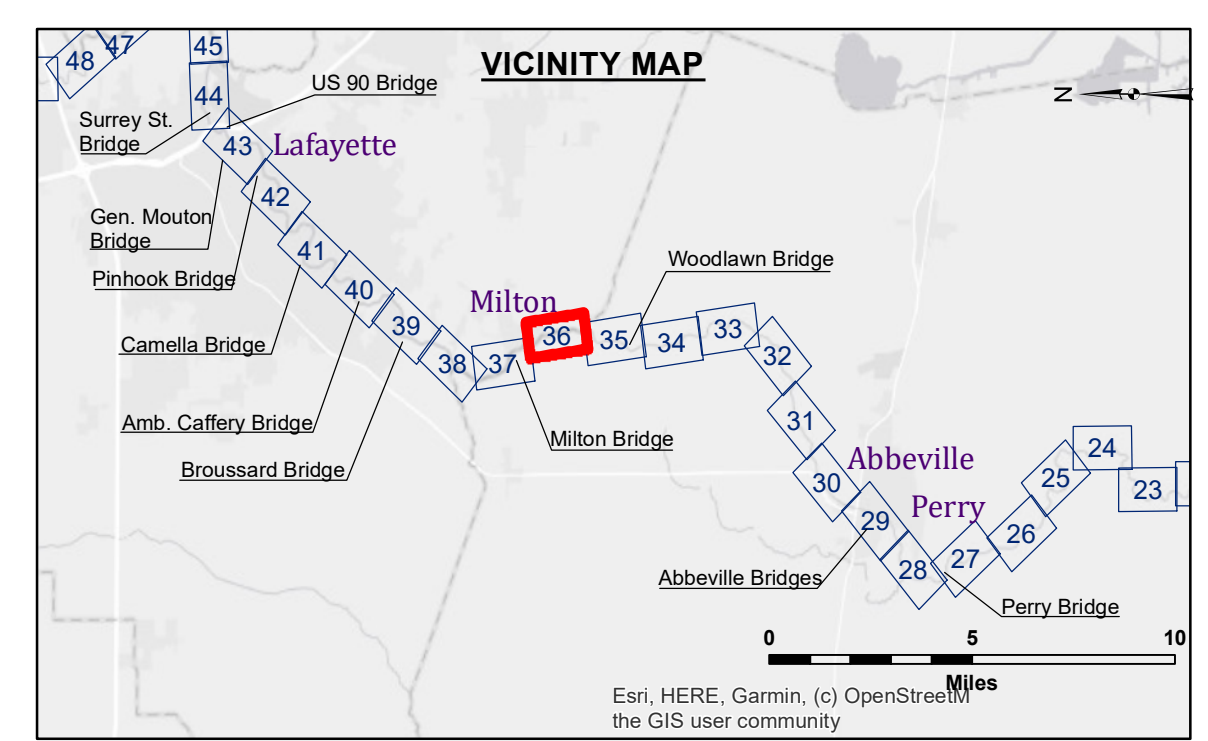 VICINITY MAP
48
47
45
44
US 90 Bridge
N
Surrey St.
Bridge
43
Lafayette
42
Gen. Mouton
Bridge
41
Pinhook Bridge
Woodlawn Bridge
40
Milton
39
36
35
34
33
Camella Bridge
38
37
32
Amb. Caffery Bridge
Milton Bridge
31
24
Broussard Bridge
Abbeville
30
25
23
Perry
29
26
28
27
Abbeville Bridges
Perry Bridge
0
5
10
Miles
Esri, HERE, Garmin, (c) OpenStreetM
the GIS user community